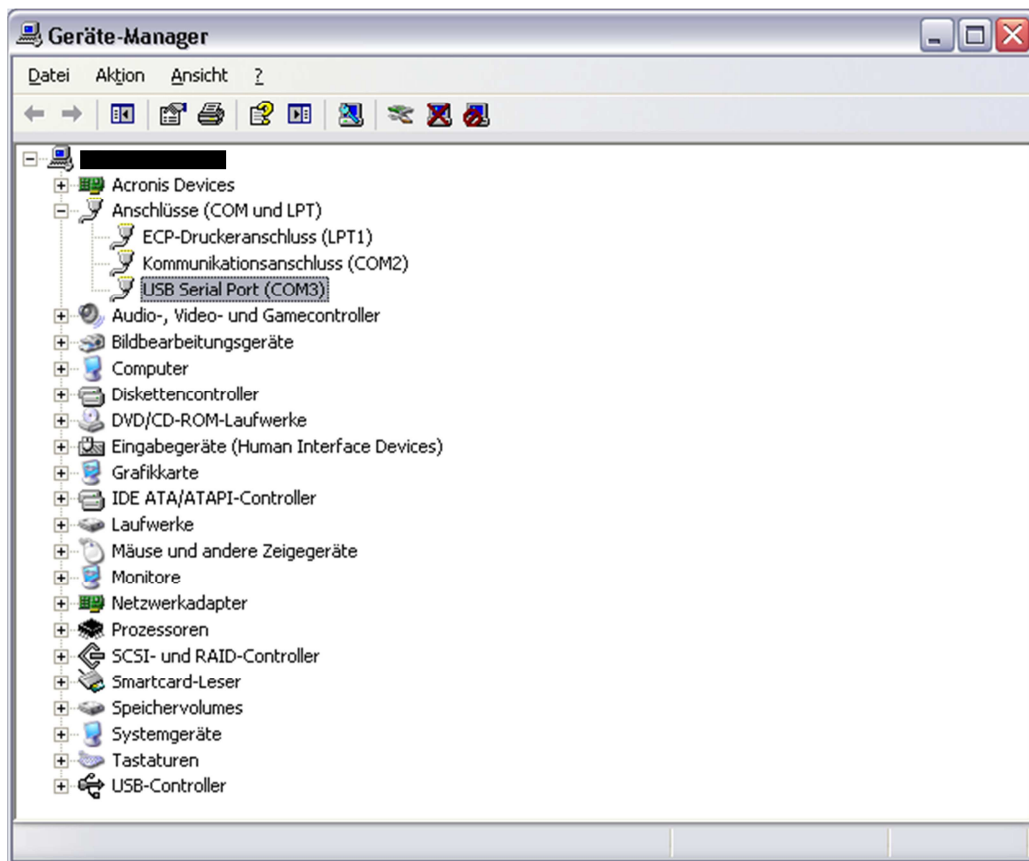 Geräte-Manager
Datei Aktion Ansicht ?
Acronis Devices
Anschlüsse (COM und LPT)
ECP-Druckeranschluss (LPT1)
Kommunikationsanschluss (COM2)
USB Serial Port (COM3)
Audio-, Video- und Gamecontroller
Bildbearbeitungsgeräte
Computer
Diskettencontroller
DVD/CD-ROM-Laufwerke
Eingabegeräte (Human Interface Devices)
Grafikkarte
IDE ATA/ATAPI-Controller
Laufwerke
Mäuse und andere Zeigegeräte
Monitore
Netzwerkadapter
Prozessoren
SCSI- und RAID-Controller
Smartcard-Leser
Speichervolumes
Systemgeräte
Tastaturen
USB-Controller